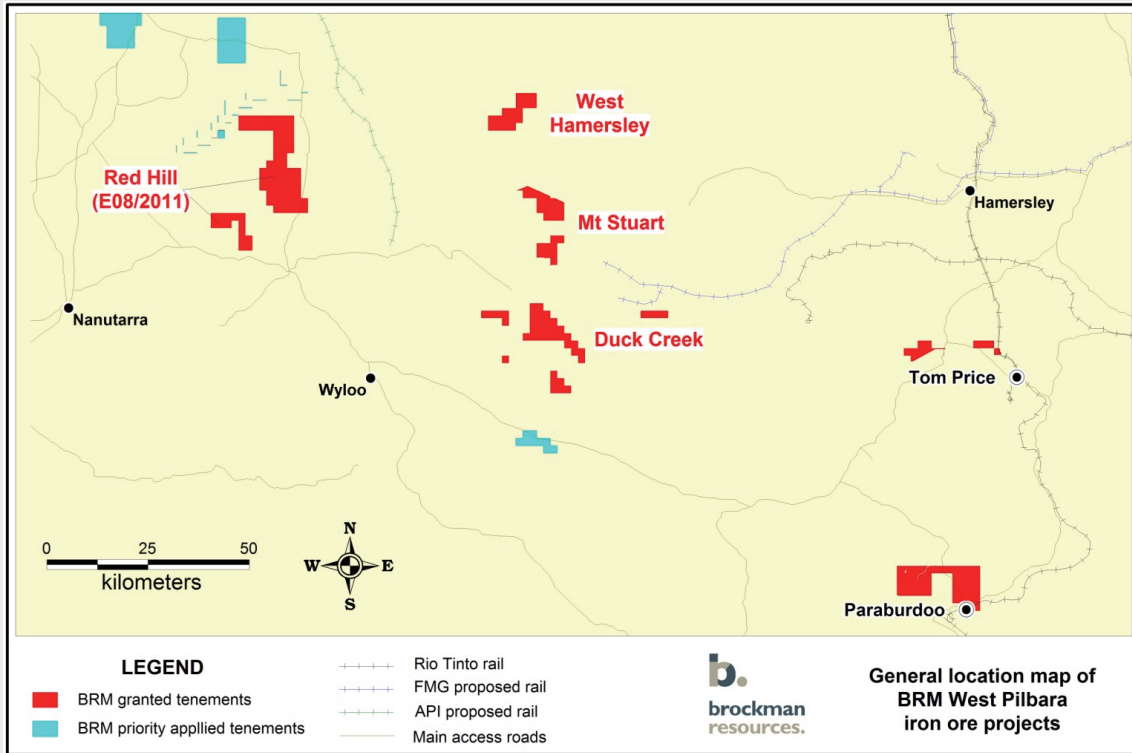 West
Hamersley
Red Hill
(E08/2011)
Hamersley
Mt Stuart
Nanutarra
Duck Creek
Tom Price
Wyloo
N
W E
S
0 25 50
kilometers
Paraburdoo
LEGEND
BRM granted tenements
BRM priority appllied tenements
Rio Tinto rail
FMG proposed rail
API proposed rail
Main access roads
b.
brockman
resources.
General location map of
BRM West Pilbara
iron ore projects